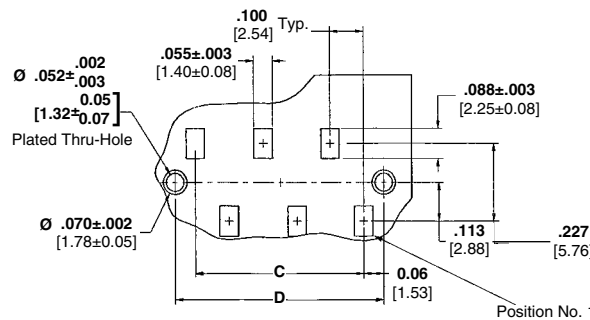 .100
[2.54]
Typ.
.055±.003
[1.40±0.08]
Ø .052± .002
.003
[1.32± 0.05
0.07]
Plated Thru-Hole
.088±.003
[2.25±0.08]
Ø .070±.002
[1.78±0.05]
.113
[2.88]
.227
[5.76]
C
0.06
[1.53]
D
Position No.